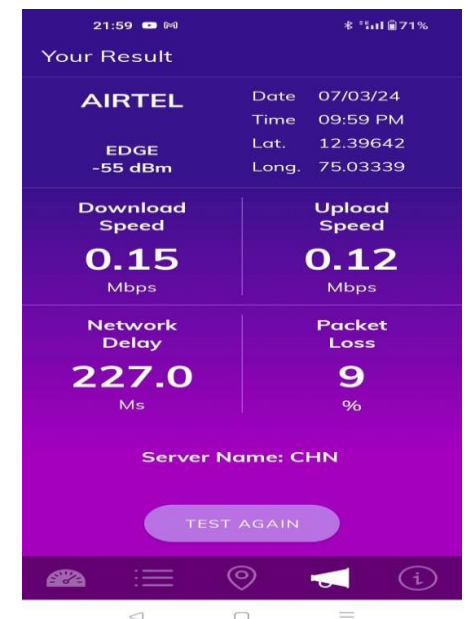 21:59 71%
Your Result
AIRTEL
EDGE
-55 dBm
Date 07/03/24
Time 09:59 PM
Lat. 12.39642
Long. 75.03339
Download
Speed
0.15
Mbps
Upload
Speed
0.12
Mbps
Network
Delay
227.0
Ms
Packet
Loss
9
%
Server Name: CHN
TEST AGAIN